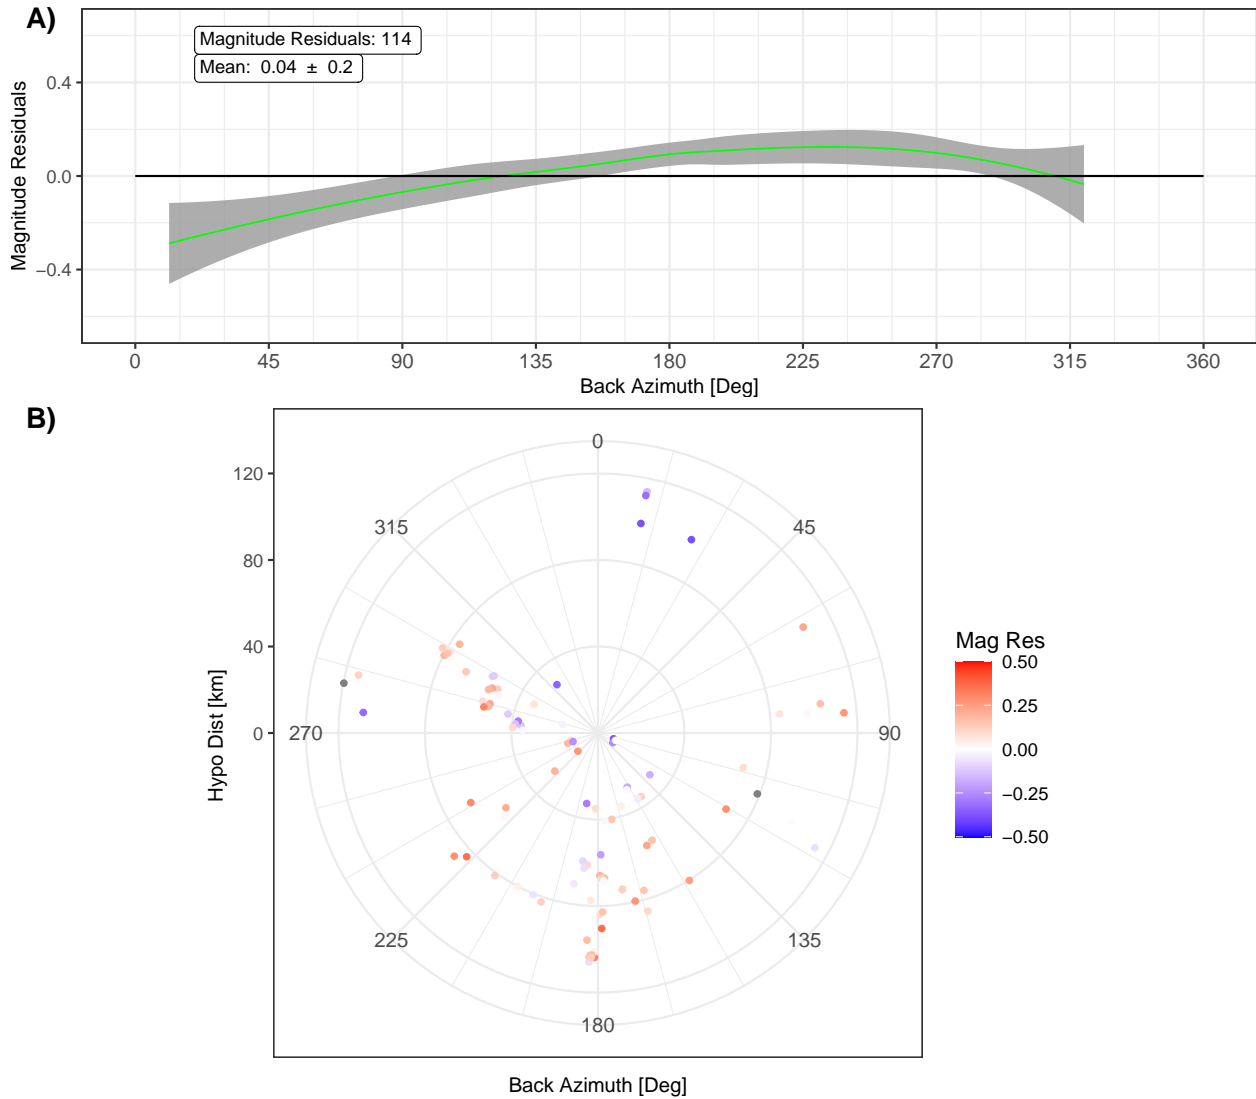 A)
Magnitude Residuals: 114
Mean:  0.04  ±  0.2
Magnitude Residuals
0.4
0.0
−0.4
0 45 90 135 180 225 270 315 360
Back Azimuth [Deg]
B)
Hypo Dist [km]
120
80
40
0
0
45
90
135
180
225
270
315
Back Azimuth [Deg]
Mag Res
0.50
0.25
0.00
−0.25
−0.50